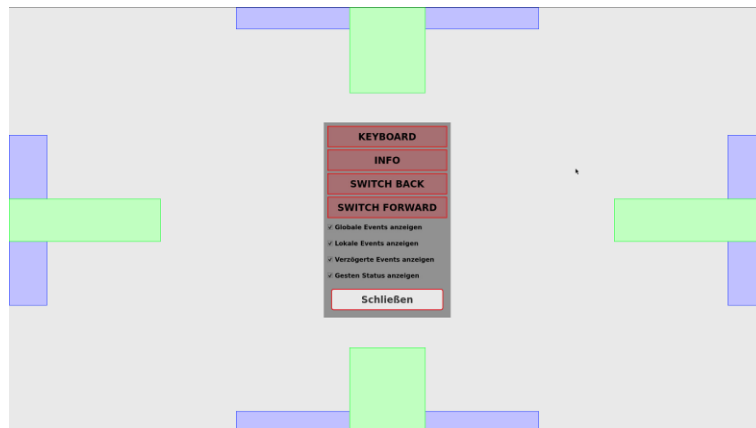 KEYBOARD
INFO
SWITCH BACK
SWITCH FORWARD
Globale Events anzeigen
Lokale Events anzeigen
Verzögerte Events anzeigen
Gesten Status anzeigen
Schließen